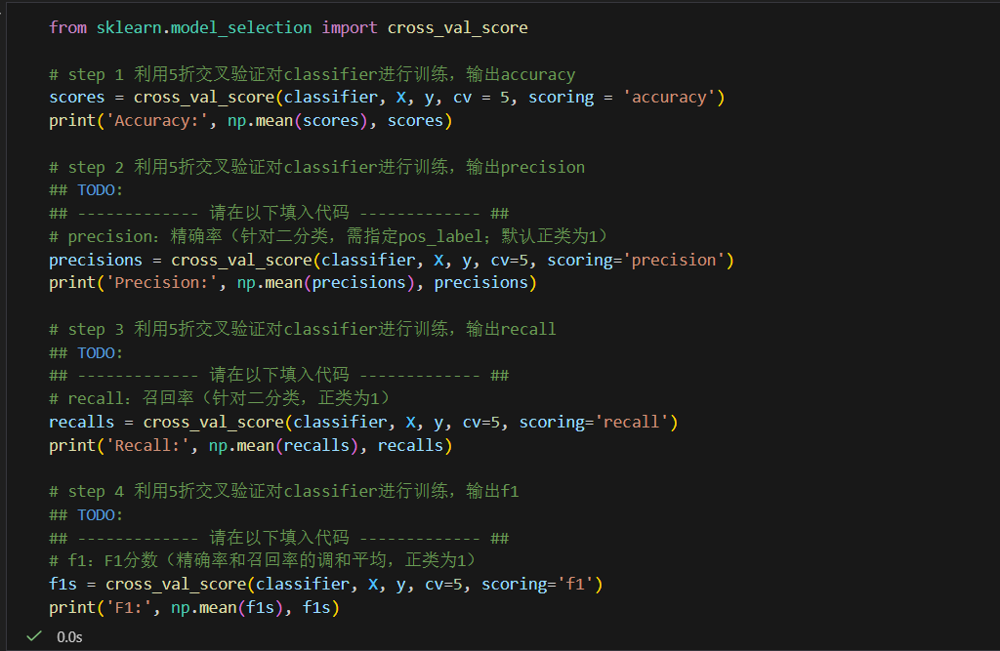 from sklearn.model_selection import cross_val_score
# step 1 利用5折交叉验证对classifier进行训练，输出accuracy
scores = cross_val_score(classifier, X, y, cv = 5, scoring = 'accuracy')
print('Accuracy:', np.mean(scores), scores)
# step 2 利用5折交叉验证对classifier进行训练，输出precision
## TODO:
## ------------- 请在以下填入代码 ------------- ##
# precision：精确率（针对二分类，需指定pos_label；默认正类为1）
precisions = cross_val_score(classifier, X, y, cv=5, scoring='precision')
print('Precision:', np.mean(precisions), precisions)
# step 3 利用5折交叉验证对classifier进行训练，输出recall
## TODO:
## ------------- 请在以下填入代码 ------------- ##
# recall：召回率（针对二分类，正类为1）
recalls = cross_val_score(classifier, X, y, cv=5, scoring='recall')
print('Recall:', np.mean(recalls), recalls)
# step 4 利用5折交叉验证对classifier进行训练，输出f1
## TODO:
## ------------- 请在以下填入代码 ------------- ##
# f1：F1分数（精确率和召回率的调和平均，正类为1）
f1s = cross_val_score(classifier, X, y, cv=5, scoring='f1')
print('F1:', np.mean(f1s), f1s)
0.0s